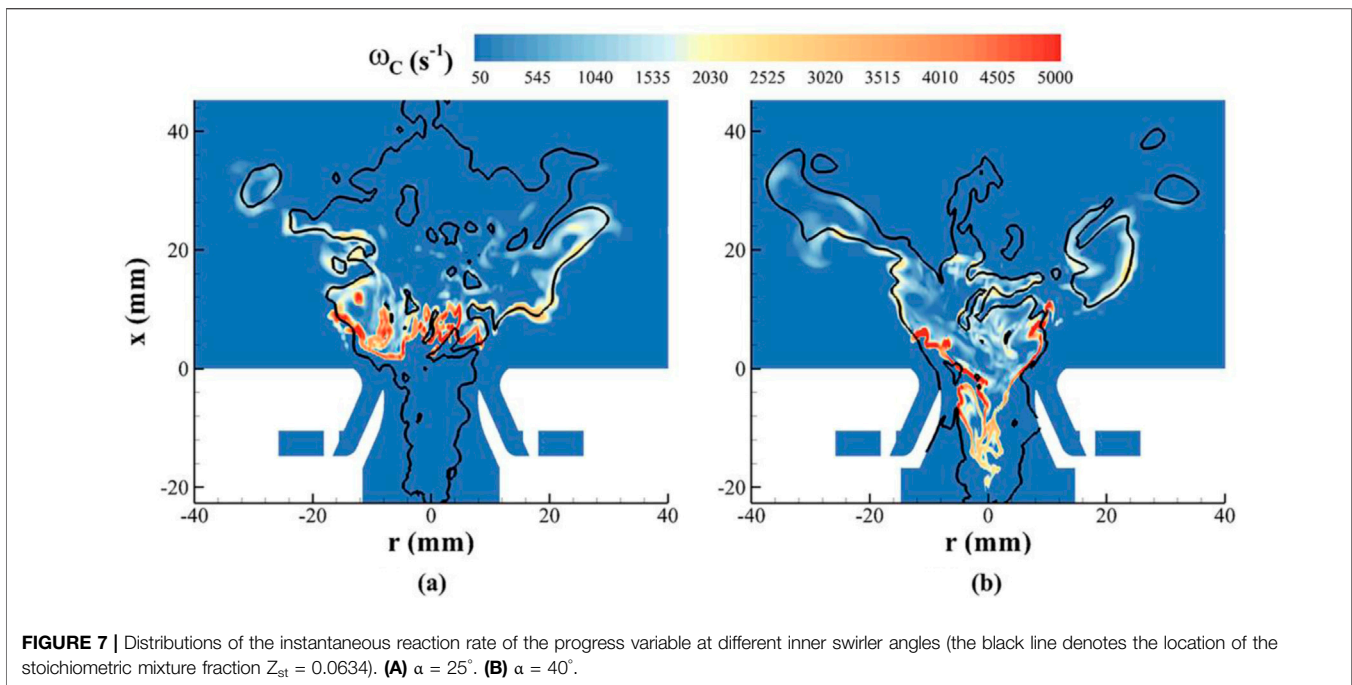 ω_C (s⁻¹)
50 545 1040 1535 2030 2525 3020 3515 4010 4505 5000
x (mm)
40
20
0
-20
-40 -20 0 20 40
r (mm)
(a)
40
20
0
-20
-40 -20 0 20 40
r (mm)
(b)
FIGURE 7 | Distributions of the instantaneous reaction rate of the progress variable at different inner swirler angles (the black line denotes the location of the
stoichiometric mixture fraction Z_st = 0.0634). (A) α = 25°. (B) α = 40°.